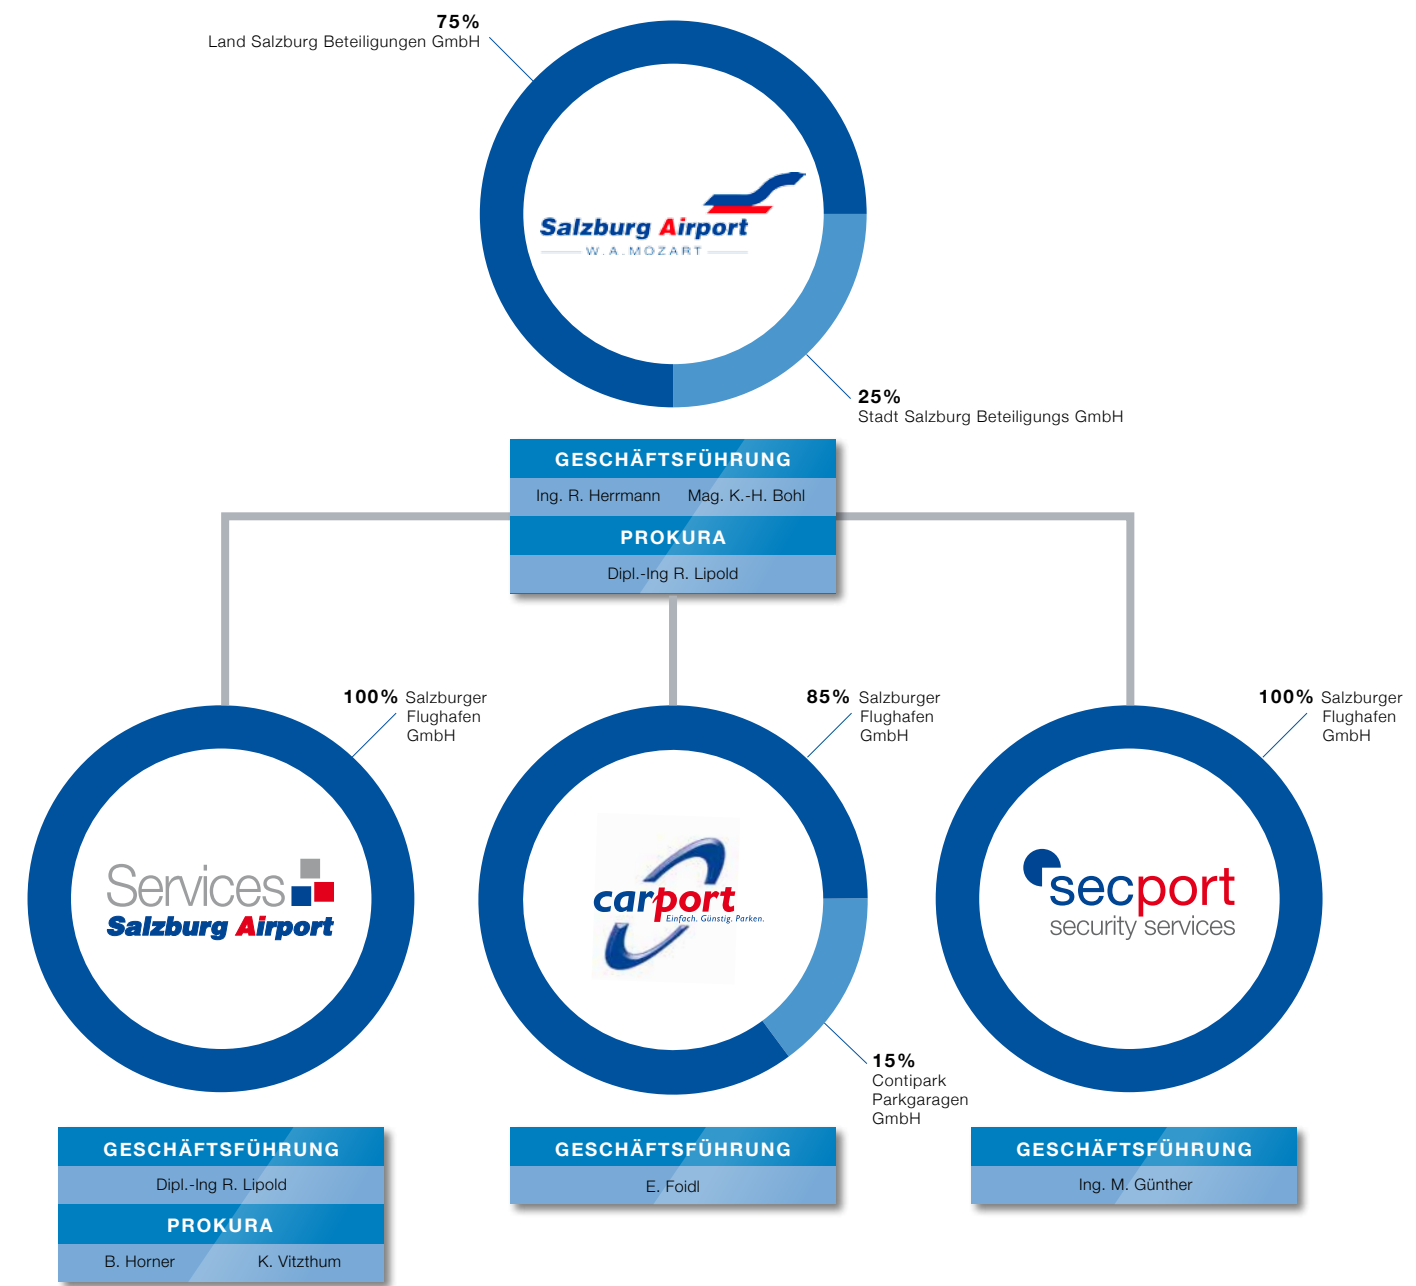 75%
Land Salzburg Beteiligungen GmbH
Salzburg Airport
W.A.MOZART
25%
Stadt Salzburg Beteiligungs GmbH
GESCHÄFTSFÜHRUNG
Ing. R. Herrmann Mag. K.-H. Bohl
PROKURA
Dipl.-Ing R. Lipold
100% Salzburger
Flughafen
GmbH
Services
Salzburg Airport
GESCHÄFTSFÜHRUNG
Dipl.-Ing R. Lipold
PROKURA
B. Horner K. Vitzthum
85% Salzburger
Flughafen
GmbH
carport
Einfach. Günstig. Parken.
15%
Contipark
Parkgaragen
GmbH
GESCHÄFTSFÜHRUNG
E. Foidl
100% Salzburger
Flughafen
GmbH
secport
security services
GESCHÄFTSFÜHRUNG
Ing. M. Günther